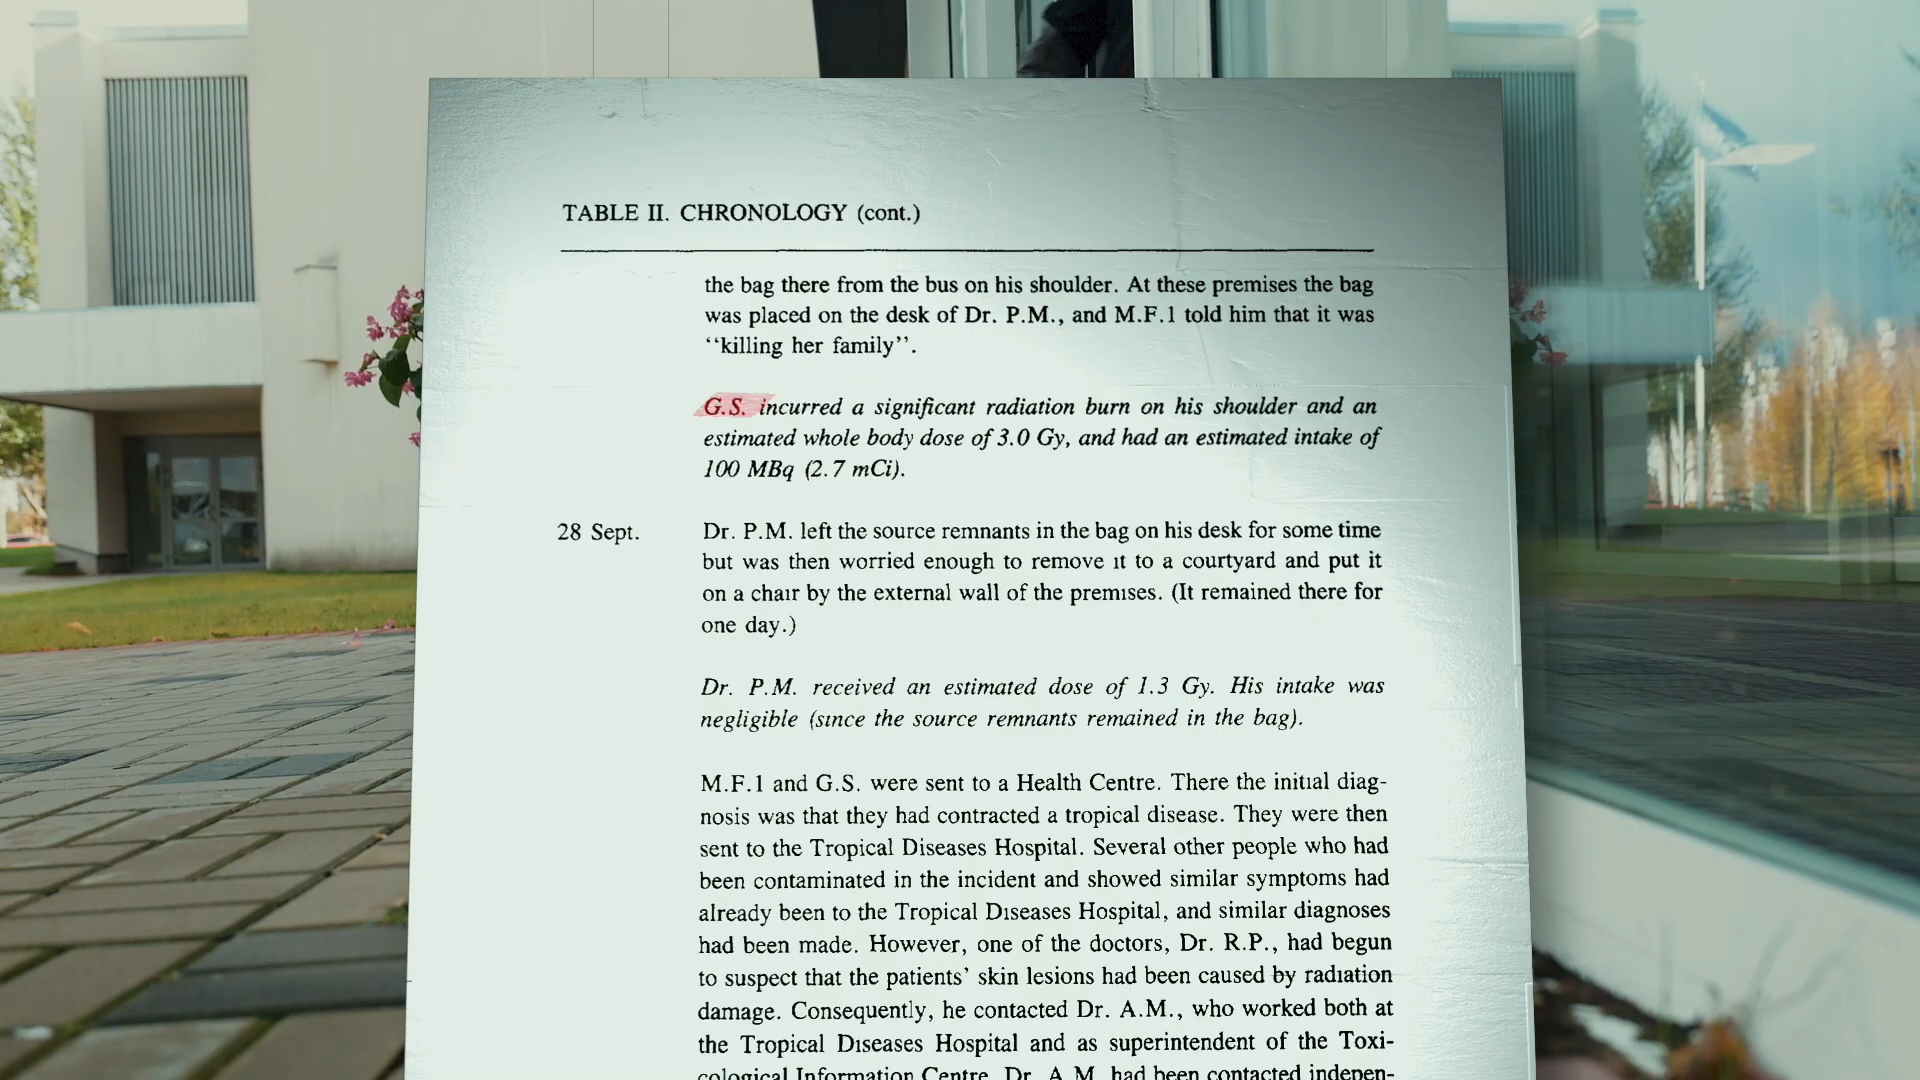 TABLE II. CHRONOLOGY (cont.)
the bag there from the bus on his shoulder. At these premises the bag
was placed on the desk of Dr. P.M., and M.F.1 told him that it was
‘‘killing her family’’.
G.S. incurred a significant radiation burn on his shoulder and an
estimated whole body dose of 3.0 Gy, and had an estimated intake of
100 MBq (2.7 mCi).
28 Sept. Dr. P.M. left the source remnants in the bag on his desk for some time
but was then worried enough to remove it to a courtyard and put it
on a chair by the external wall of the premises. (It remained there for
one day.)
Dr. P.M. received an estimated dose of 1.3 Gy. His intake was
negligible (since the source remnants remained in the bag).
M.F.1 and G.S. were sent to a Health Centre. There the initial diag-
nosis was that they had contracted a tropical disease. They were then
sent to the Tropical Diseases Hospital. Several other people who had
been contaminated in the incident and showed similar symptoms had
already been to the Tropical Diseases Hospital, and similar diagnoses
had been made. However, one of the doctors, Dr. R.P., had begun
to suspect that the patients’ skin lesions had been caused by radiation
damage. Consequently, he contacted Dr. A.M., who worked both at
the Tropical Diseases Hospital and as superintendent of the Toxi-
cological Information Centre. Dr. A.M. had been contacted indepen-